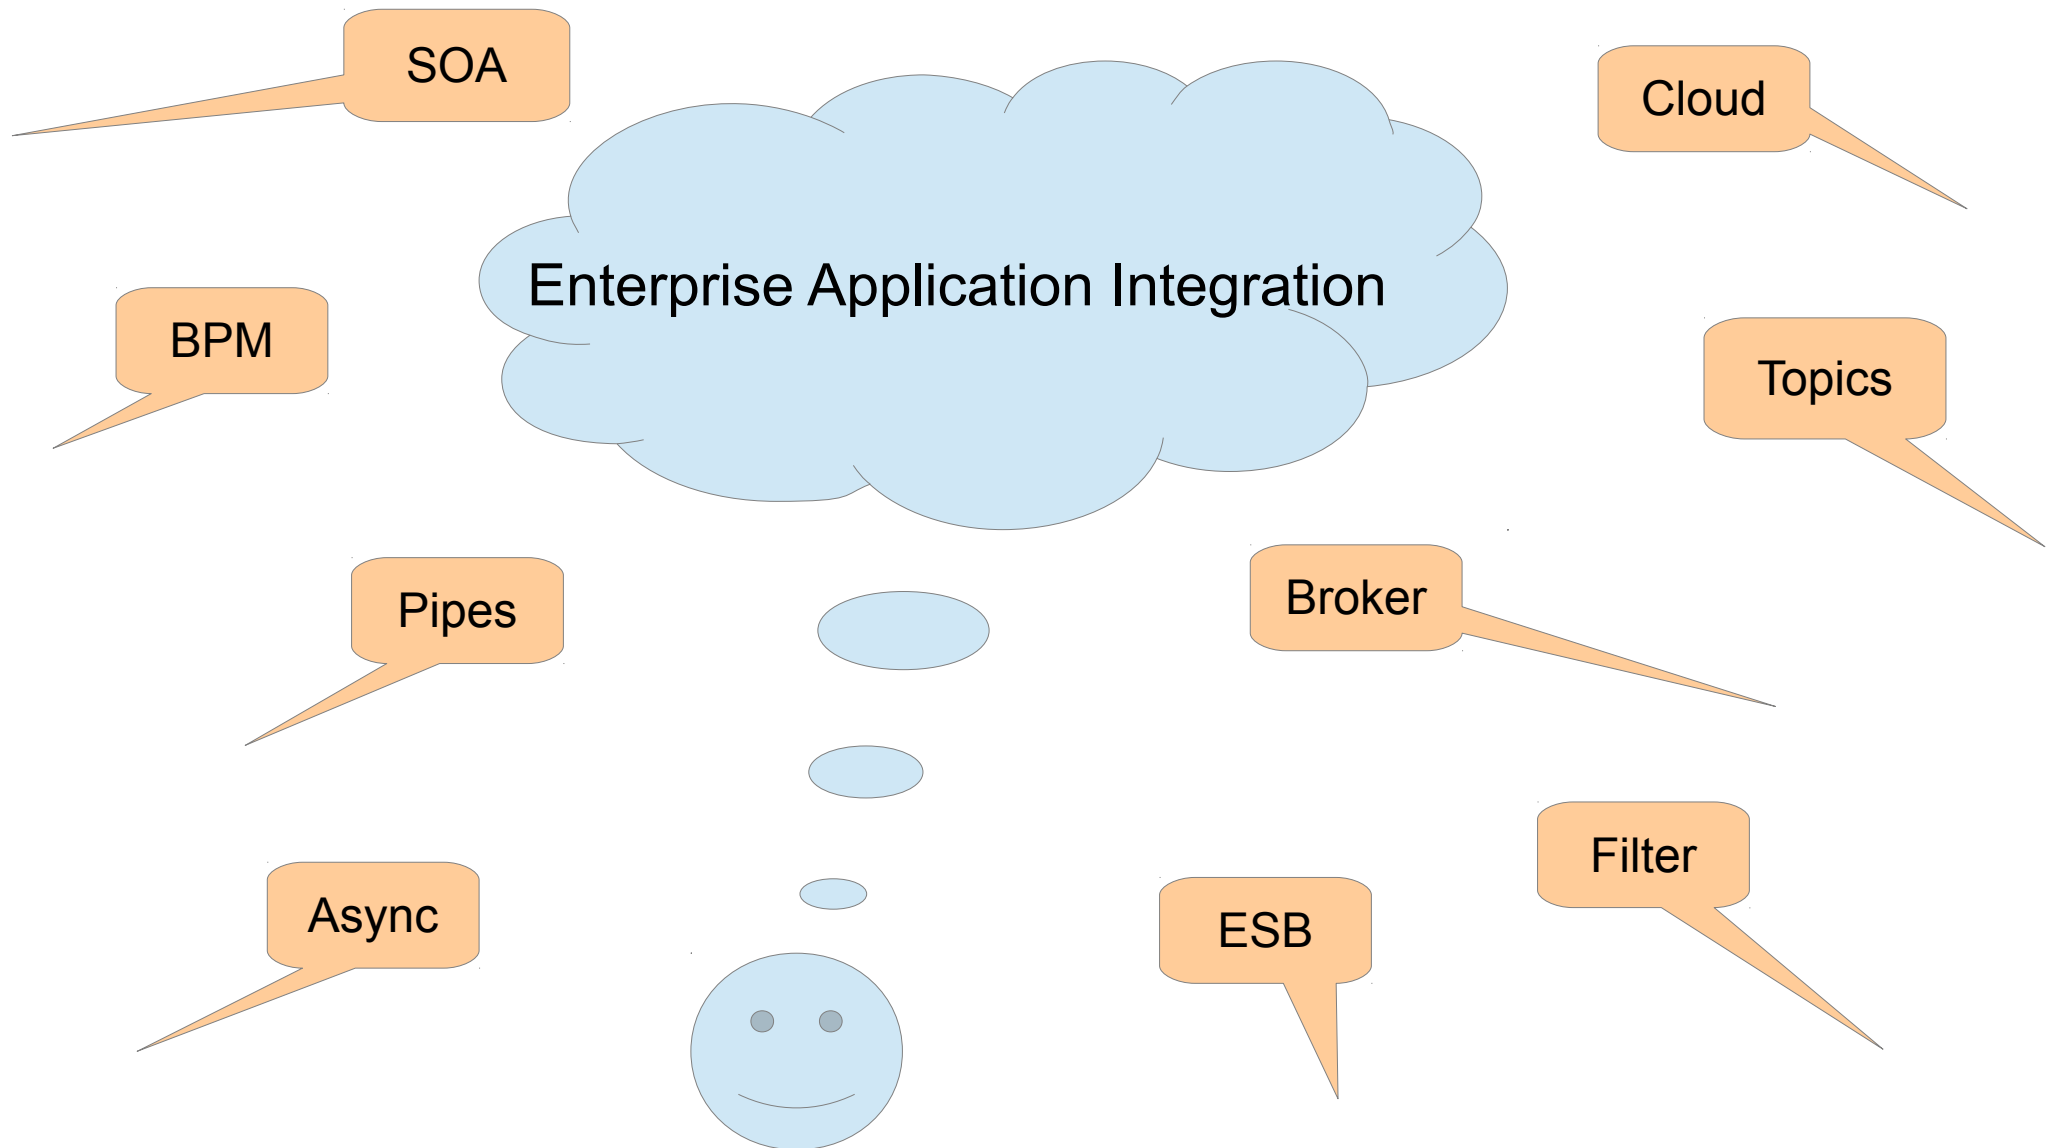 SOA
Cloud
Enterprise Application Integration
BPM
Topics
Pipes
Broker
Filter
Async
ESB